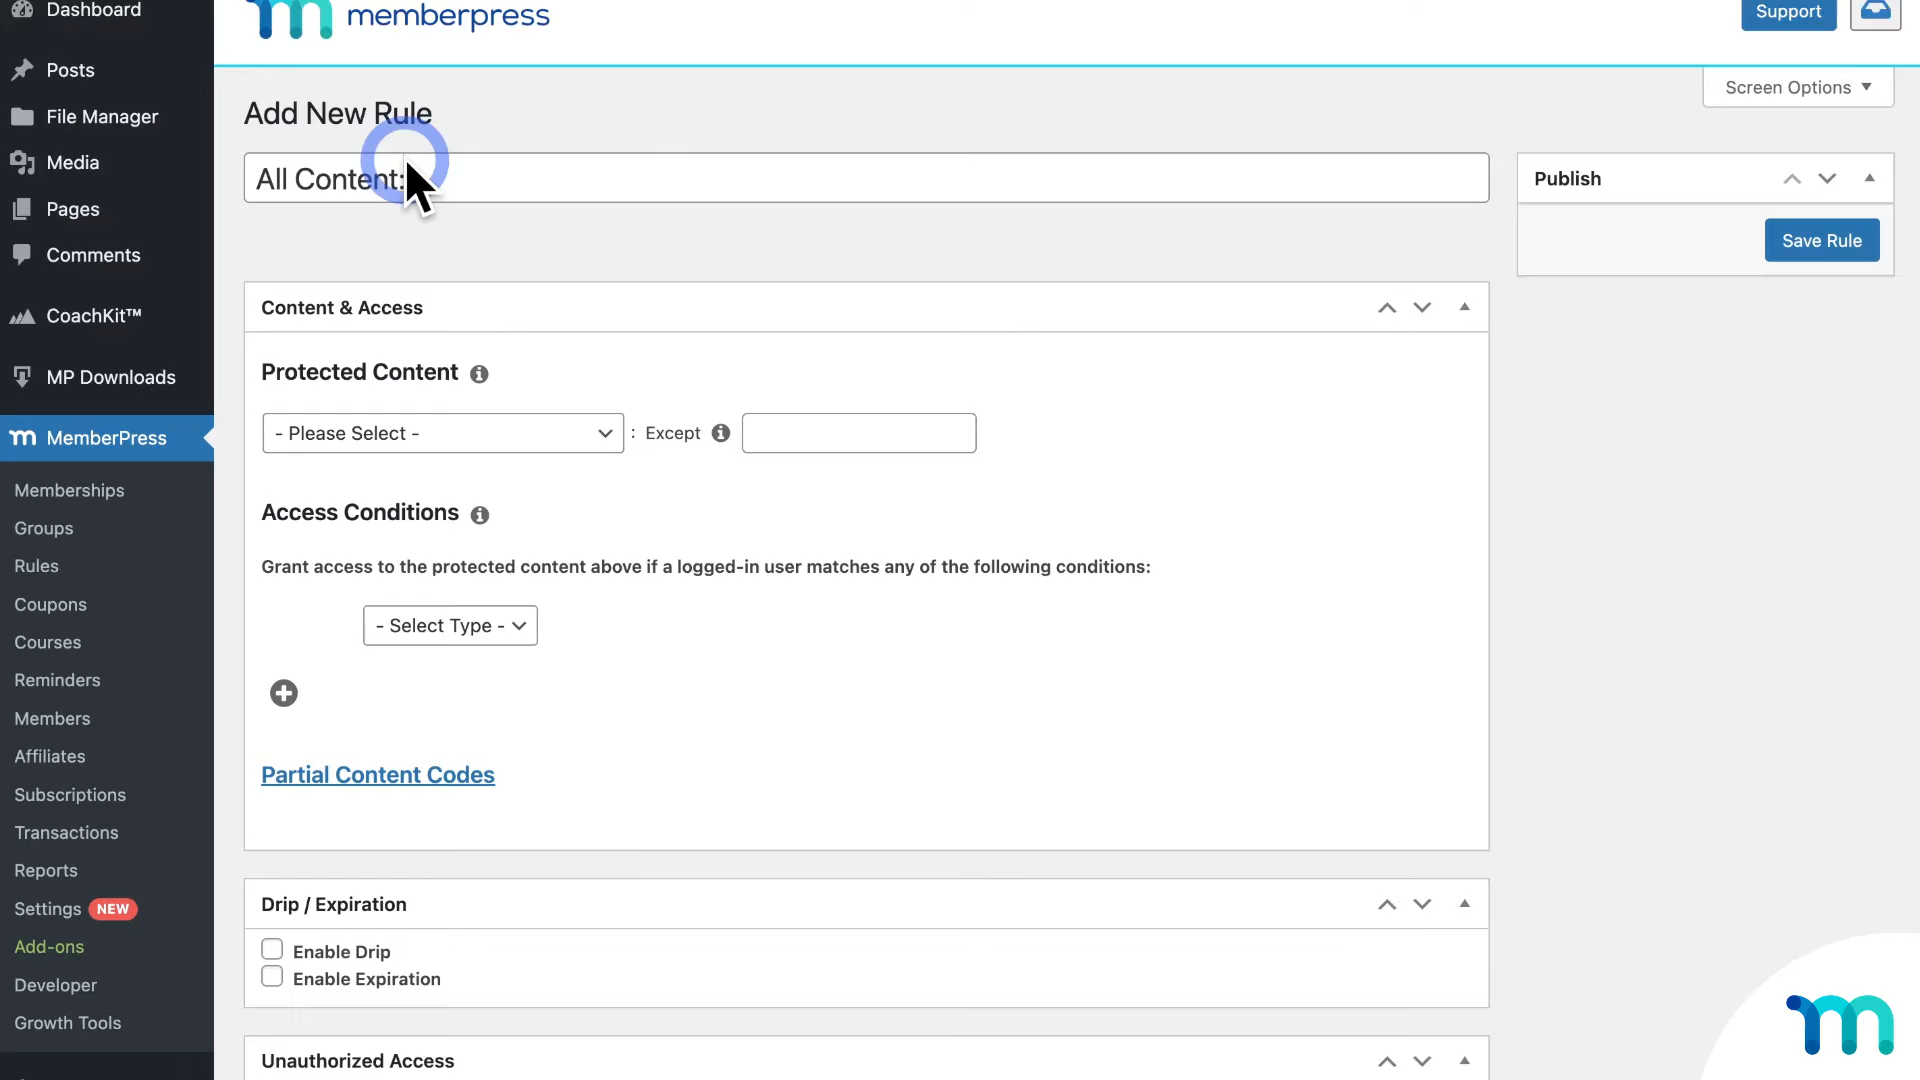 Dashboard
Posts
File Manager
Media
Pages
Comments
CoachKit™
MP Downloads
MemberPress
Memberships
Groups
Rules
Coupons
Courses
Reminders
Members
Affiliates
Subscriptions
Transactions
Reports
Settings NEW
Add-ons
Developer
Growth Tools
memberpress
Support
Screen Options
Add New Rule
All Content:
Publish
Save Rule
Content & Access
Protected Content
- Please Select - : Except
Access Conditions
Grant access to the protected content above if a logged-in user matches any of the following conditions:
- Select Type -
Partial Content Codes
Drip / Expiration
Enable Drip
Enable Expiration
Unauthorized Access